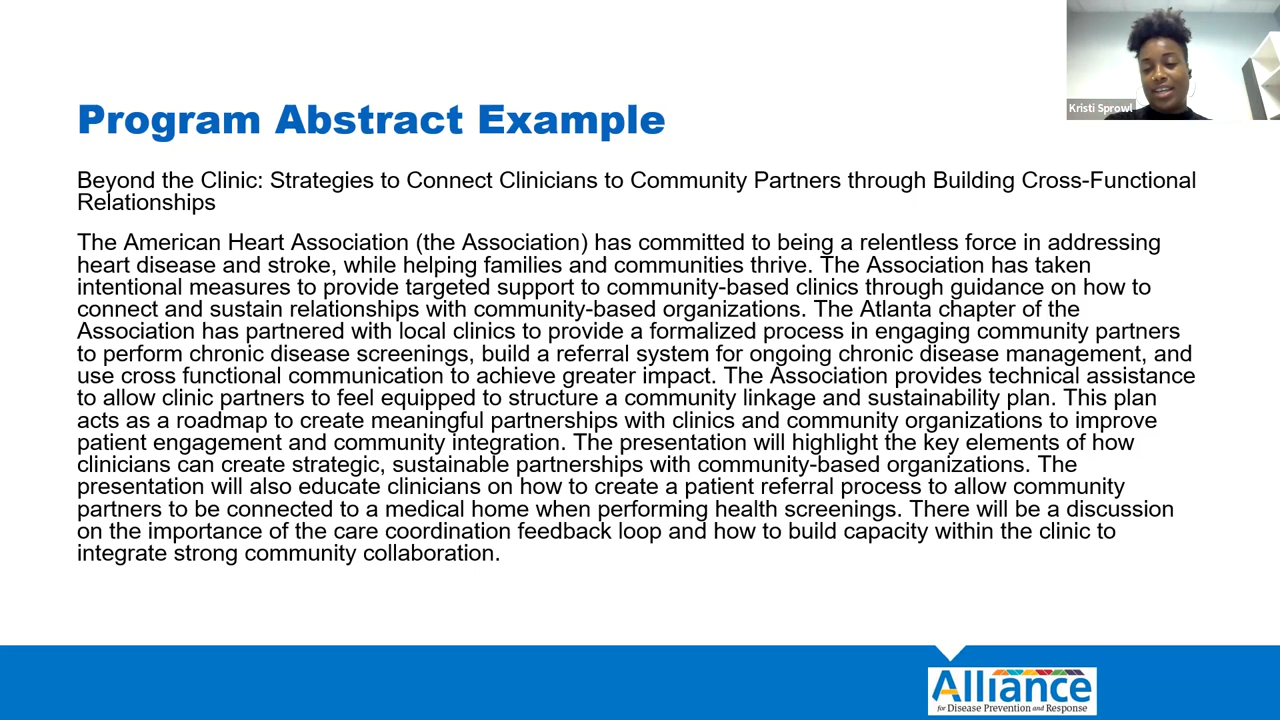 Kristi Sprowl
Program Abstract Example
Beyond the Clinic: Strategies to Connect Clinicians to Community Partners through Building Cross-Functional
Relationships
The American Heart Association (the Association) has committed to being a relentless force in addressing
heart disease and stroke, while helping families and communities thrive. The Association has taken
intentional measures to provide targeted support to community-based clinics through guidance on how to
connect and sustain relationships with community-based organizations. The Atlanta chapter of the
Association has partnered with local clinics to provide a formalized process in engaging community partners
to perform chronic disease screenings, build a referral system for ongoing chronic disease management, and
use cross functional communication to achieve greater impact. The Association provides technical assistance
to allow clinic partners to feel equipped to structure a community linkage and sustainability plan. This plan
acts as a roadmap to create meaningful partnerships with clinics and community organizations to improve
patient engagement and community integration. The presentation will highlight the key elements of how
clinicians can create strategic, sustainable partnerships with community-based organizations. The
presentation will also educate clinicians on how to create a patient referral process to allow community
partners to be connected to a medical home when performing health screenings. There will be a discussion
on the importance of the care coordination feedback loop and how to build capacity within the clinic to
integrate strong community collaboration.
Alliance
for Disease Prevention and Response